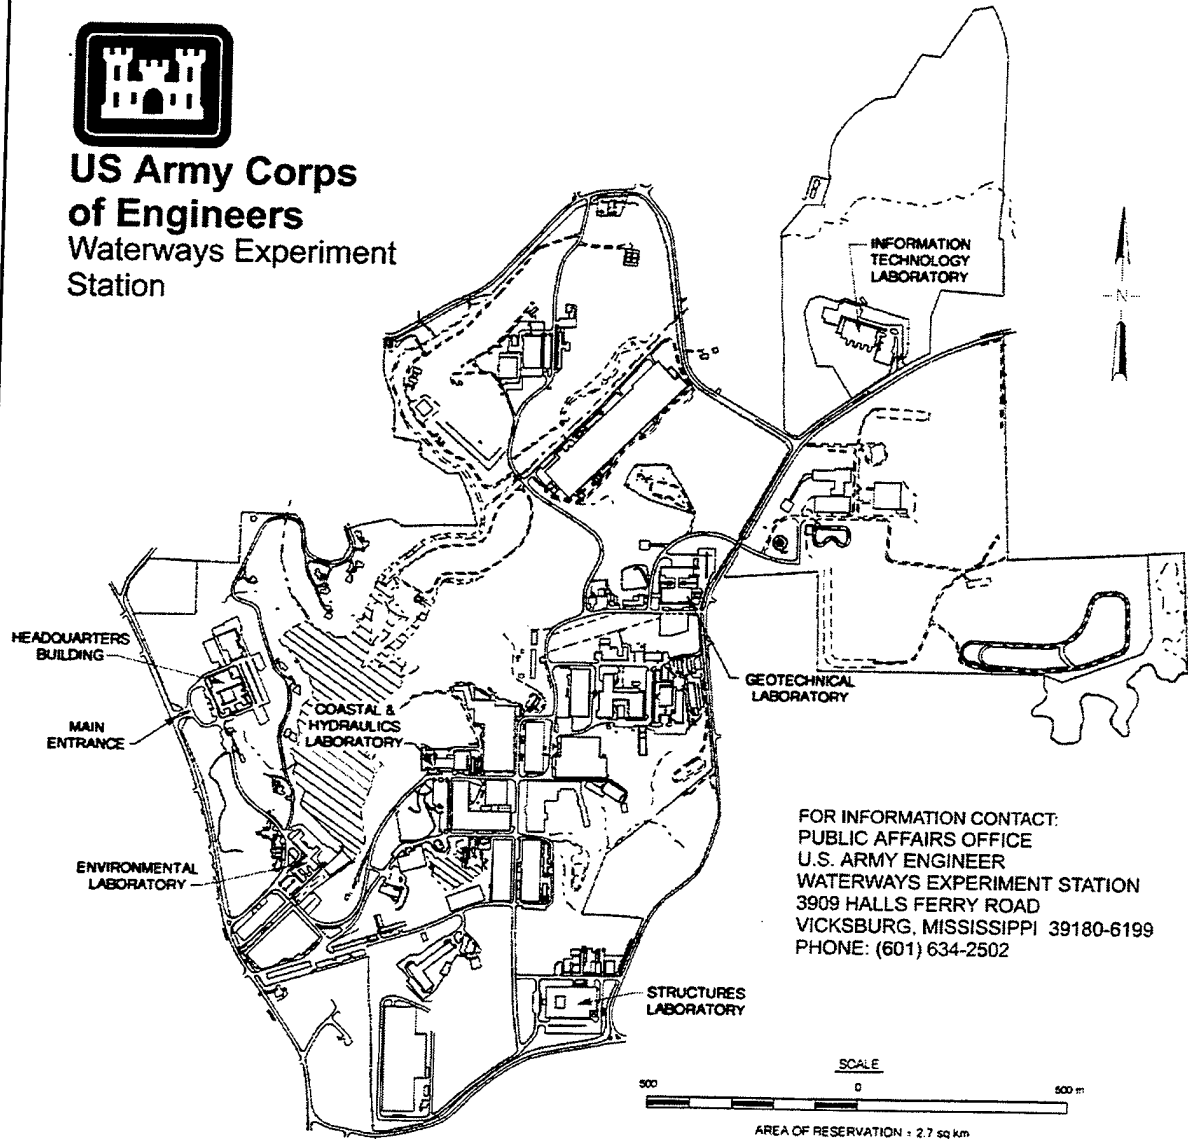 US Army Corps
of Engineers
Waterways Experiment
Station
INFORMATION
TECHNOLOGY
LABORATORY
N
HEADQUARTERS
BUILDING
MAIN
ENTRANCE
COASTAL &
HYDRAULICS
LABORATORY
GEOTECHNICAL
LABORATORY
ENVIRONMENTAL
LABORATORY
FOR INFORMATION CONTACT:
PUBLIC AFFAIRS OFFICE
U.S. ARMY ENGINEER
WATERWAYS EXPERIMENT STATION
3909 HALLS FERRY ROAD
VICKSBURG, MISSISSIPPI 39180-6199
PHONE: (601) 634-2502
STRUCTURES
LABORATORY
SCALE
500 0 500 m
AREA OF RESERVATION = 2.7 sq km